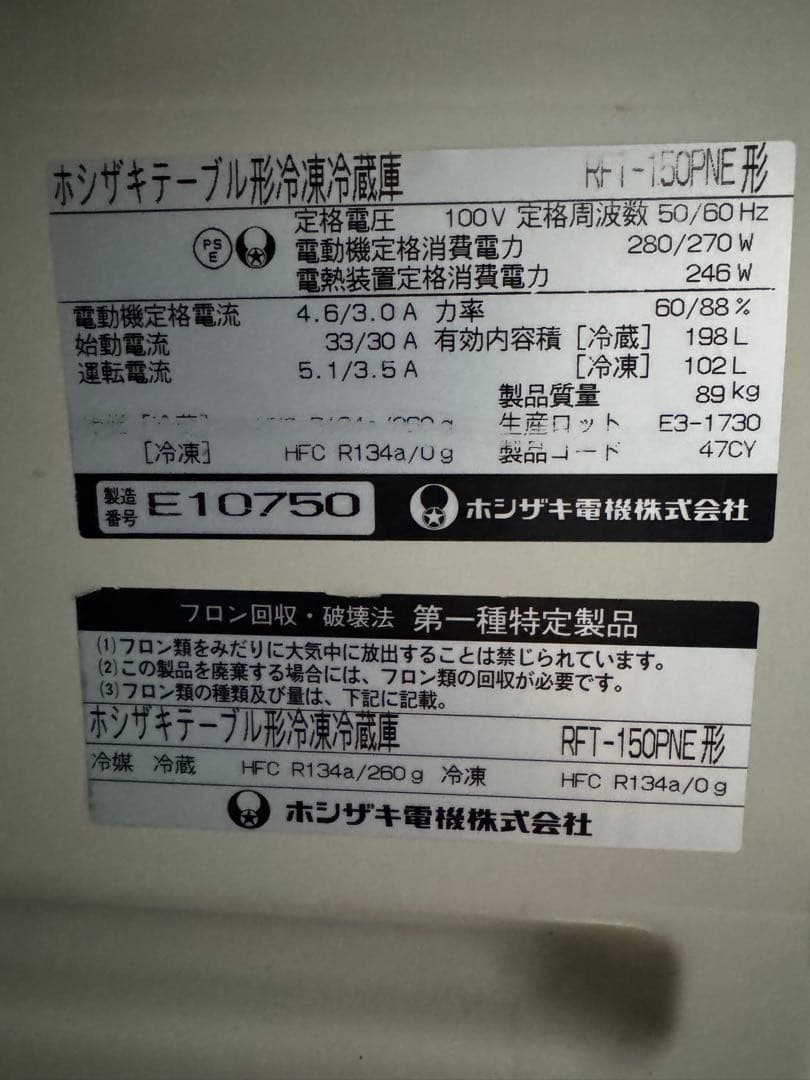 ホシザキテーブル形冷凍冷蔵庫 RFT-150PNE形
PS E 定格電圧 100V 定格周波数 50/60Hz
電動機定格消費電力 280/270W
電熱装置定格消費電力 246W
電動機定格電流 4.6/3.0A 力率 60/88%
始動電流 33/30A 有効内容積 [冷蔵] 198L
運転電流 5.1/3.5A [冷凍] 102L
製品質量 89kg
生産ロット E3-1730
[冷凍] HFC R134a/0g 製品コード 47CY
製造番号 E10750 ホシザキ電機株式会社
フロン回収・破壊法 第一種特定製品
(1)フロン類をみだりに大気中に放出することは禁じられています。
(2)この製品を廃棄する場合には、フロン類の回収が必要です。
(3)フロン類の種類及び量は、下記に記載。
ホシザキテーブル形冷凍冷蔵庫 RFT-150PNE形
冷媒 冷蔵 HFC R134a/260g 冷凍 HFC R134a/0g
ホシザキ電機株式会社